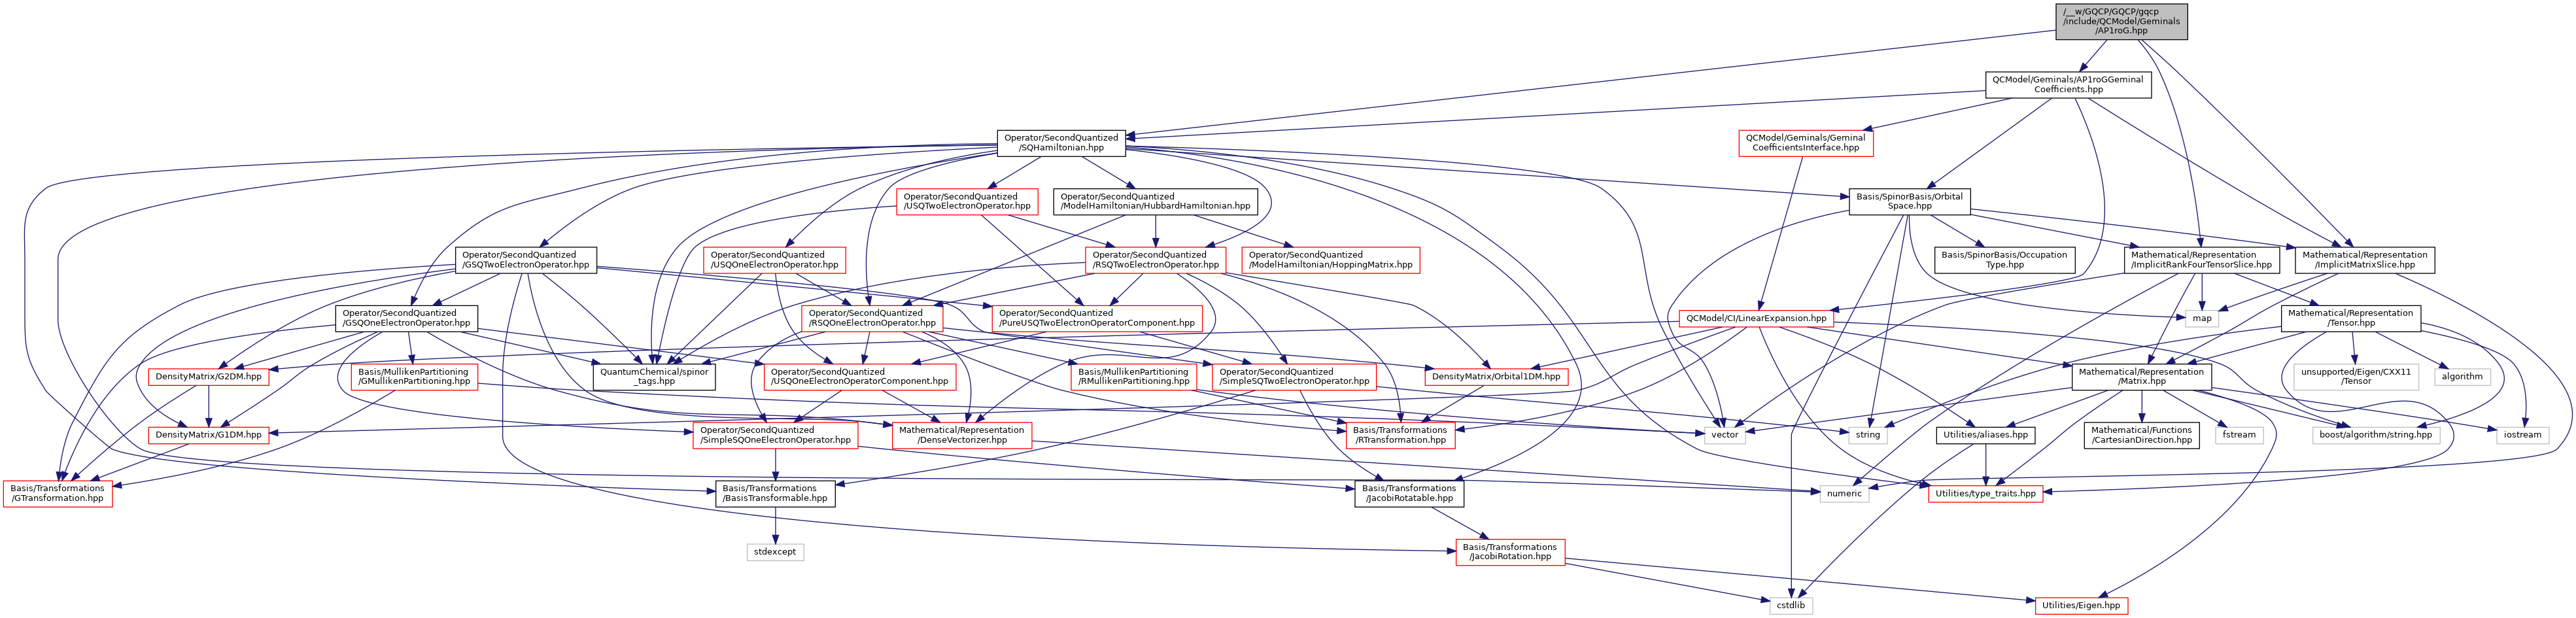 /__w/GQCP/GQCP/gqcp
/include/QCModel/Geminals
/AP1roG.hpp
QCModel/Geminals/AP1roGGeminal
Coefficients.hpp
Operator/SecondQuantized
/SQHamiltonian.hpp
QCModel/Geminals/Geminal
CoefficientsInterface.hpp
Operator/SecondQuantized
/USQTwoElectronOperator.hpp
Operator/SecondQuantized
/ModelHamiltonian/HubbardHamiltonian.hpp
Basis/SpinorBasis/Orbital
Space.hpp
Operator/SecondQuantized
/GSQTwoElectronOperator.hpp
Operator/SecondQuantized
/USQOneElectronOperator.hpp
Operator/SecondQuantized
/RSQTwoElectronOperator.hpp
Operator/SecondQuantized
/ModelHamiltonian/HoppingMatrix.hpp
Basis/SpinorBasis/Occupation
Type.hpp
Mathematical/Representation
/ImplicitRankFourTensorSlice.hpp
Mathematical/Representation
/ImplicitMatrixSlice.hpp
Operator/SecondQuantized
/GSQOneElectronOperator.hpp
Operator/SecondQuantized
/RSQOneElectronOperator.hpp
Operator/SecondQuantized
/PureUSQTwoElectronOperatorComponent.hpp
QCModel/CI/LinearExpansion.hpp
map
Mathematical/Representation
/Tensor.hpp
DensityMatrix/G2DM.hpp
Basis/MullikenPartitioning
/GMullikenPartitioning.hpp
QuantumChemical/spinor
_tags.hpp
Operator/SecondQuantized
/USQOneElectronOperatorComponent.hpp
Basis/MullikenPartitioning
/RMullikenPartitioning.hpp
Operator/SecondQuantized
/SimpleSQTwoElectronOperator.hpp
DensityMatrix/Orbital1DM.hpp
Mathematical/Representation
/Matrix.hpp
unsupported/Eigen/CXX11
/Tensor
algorithm
DensityMatrix/G1DM.hpp
Operator/SecondQuantized
/SimpleSQOneElectronOperator.hpp
Mathematical/Representation
/DenseVectorizer.hpp
Basis/Transformations
/RTransformation.hpp
vector
string
Utilities/aliases.hpp
Mathematical/Functions
/CartesianDirection.hpp
fstream
boost/algorithm/string.hpp
iostream
Basis/Transformations
/GTransformation.hpp
Basis/Transformations
/BasisTransformable.hpp
Basis/Transformations
/JacobiRotatable.hpp
numeric
Utilities/type_traits.hpp
stdexcept
Basis/Transformations
/JacobiRotation.hpp
cstdlib
Utilities/Eigen.hpp